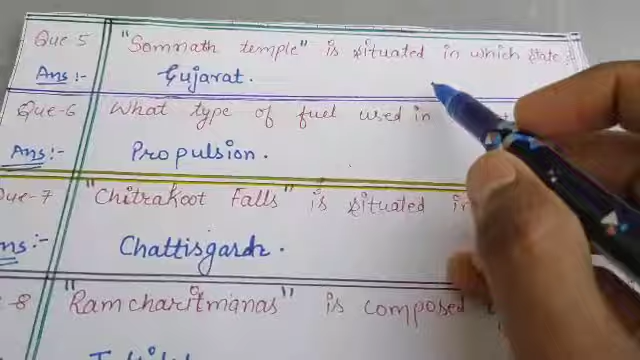 Que 5 "Somnath temple" is situated in which state
Ans :- Gujarat.
Que-6 What type of fuel used in
Ans :- Propulsion.
Que-7 "Chitrakoot Falls" is situated in
Ans :- Chattisgarh.
8 "Ramcharitmanas" is composed